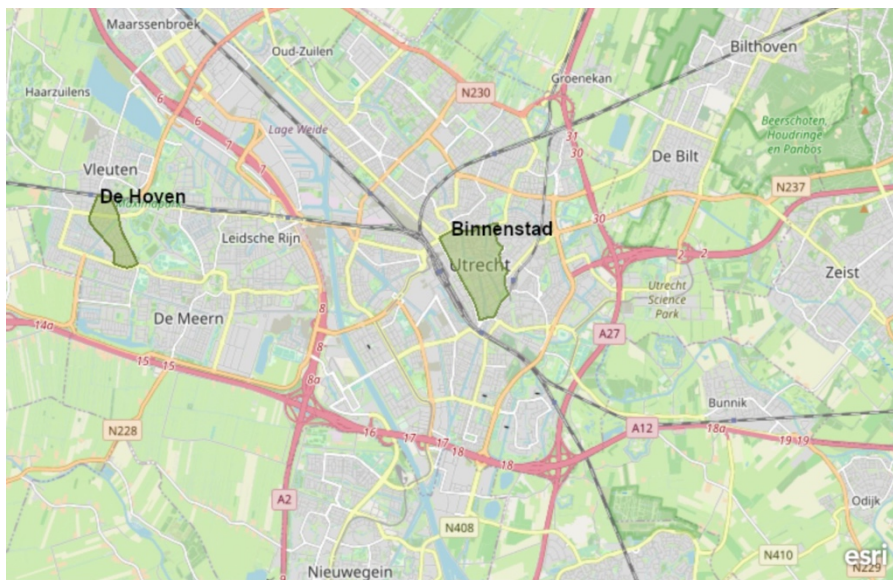 Maarssenbroek
Oud-Zuilen
Bilthoven
Groenekan
Haarzuilens
6
N230
6
Lage Weide
7
31
30
Beerschoten,
Houdringe
en Panbos
De Bilt
7
Vleuten
N237
De Hoven
30
Binnenstad
Leidsche Rijn
2
2
Utrecht
Zeist
Utrecht
Science
Park
8
De Meern
14a
A27
8
15
15
8a
Bunnik
N228
16
17
17
A12
18a
18
18
19
19
A2
Odijk
N408
esri
N410
N229
Nieuwegein
9